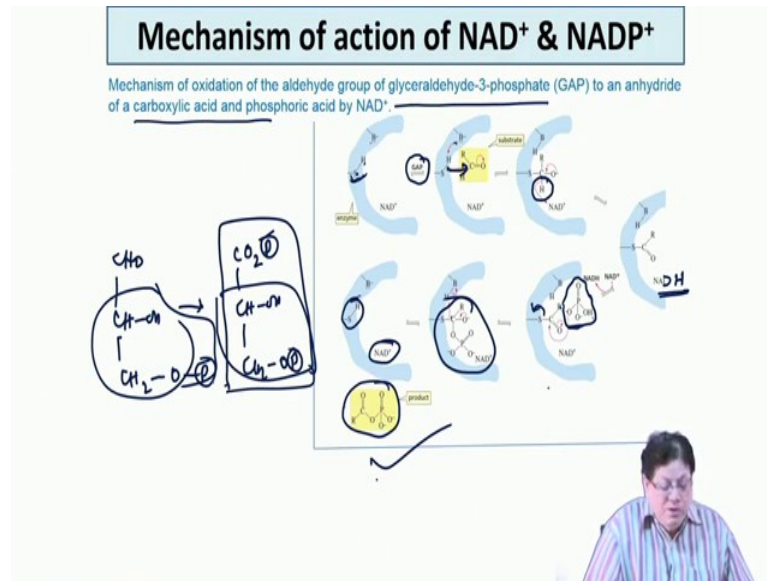 Mechanism of action of NAD⁺ & NADP⁺
Mechanism of oxidation of the aldehyde group of glyceraldehyde-3-phosphate (GAP) to an anhydride
of a carboxylic acid and phosphoric acid by NAD⁺.
substrate
GAP
R
C=O
H
NAD⁺
NAD⁺
NAD⁺
enzyme
NADH
NADH
NAD⁺
NAD⁺
NAD⁺
NAD⁺
product
CHO
CH-OH
CH₂-O-Ⓟ
CO₂Ⓟ
CH-OH
CH₂-OⓅ